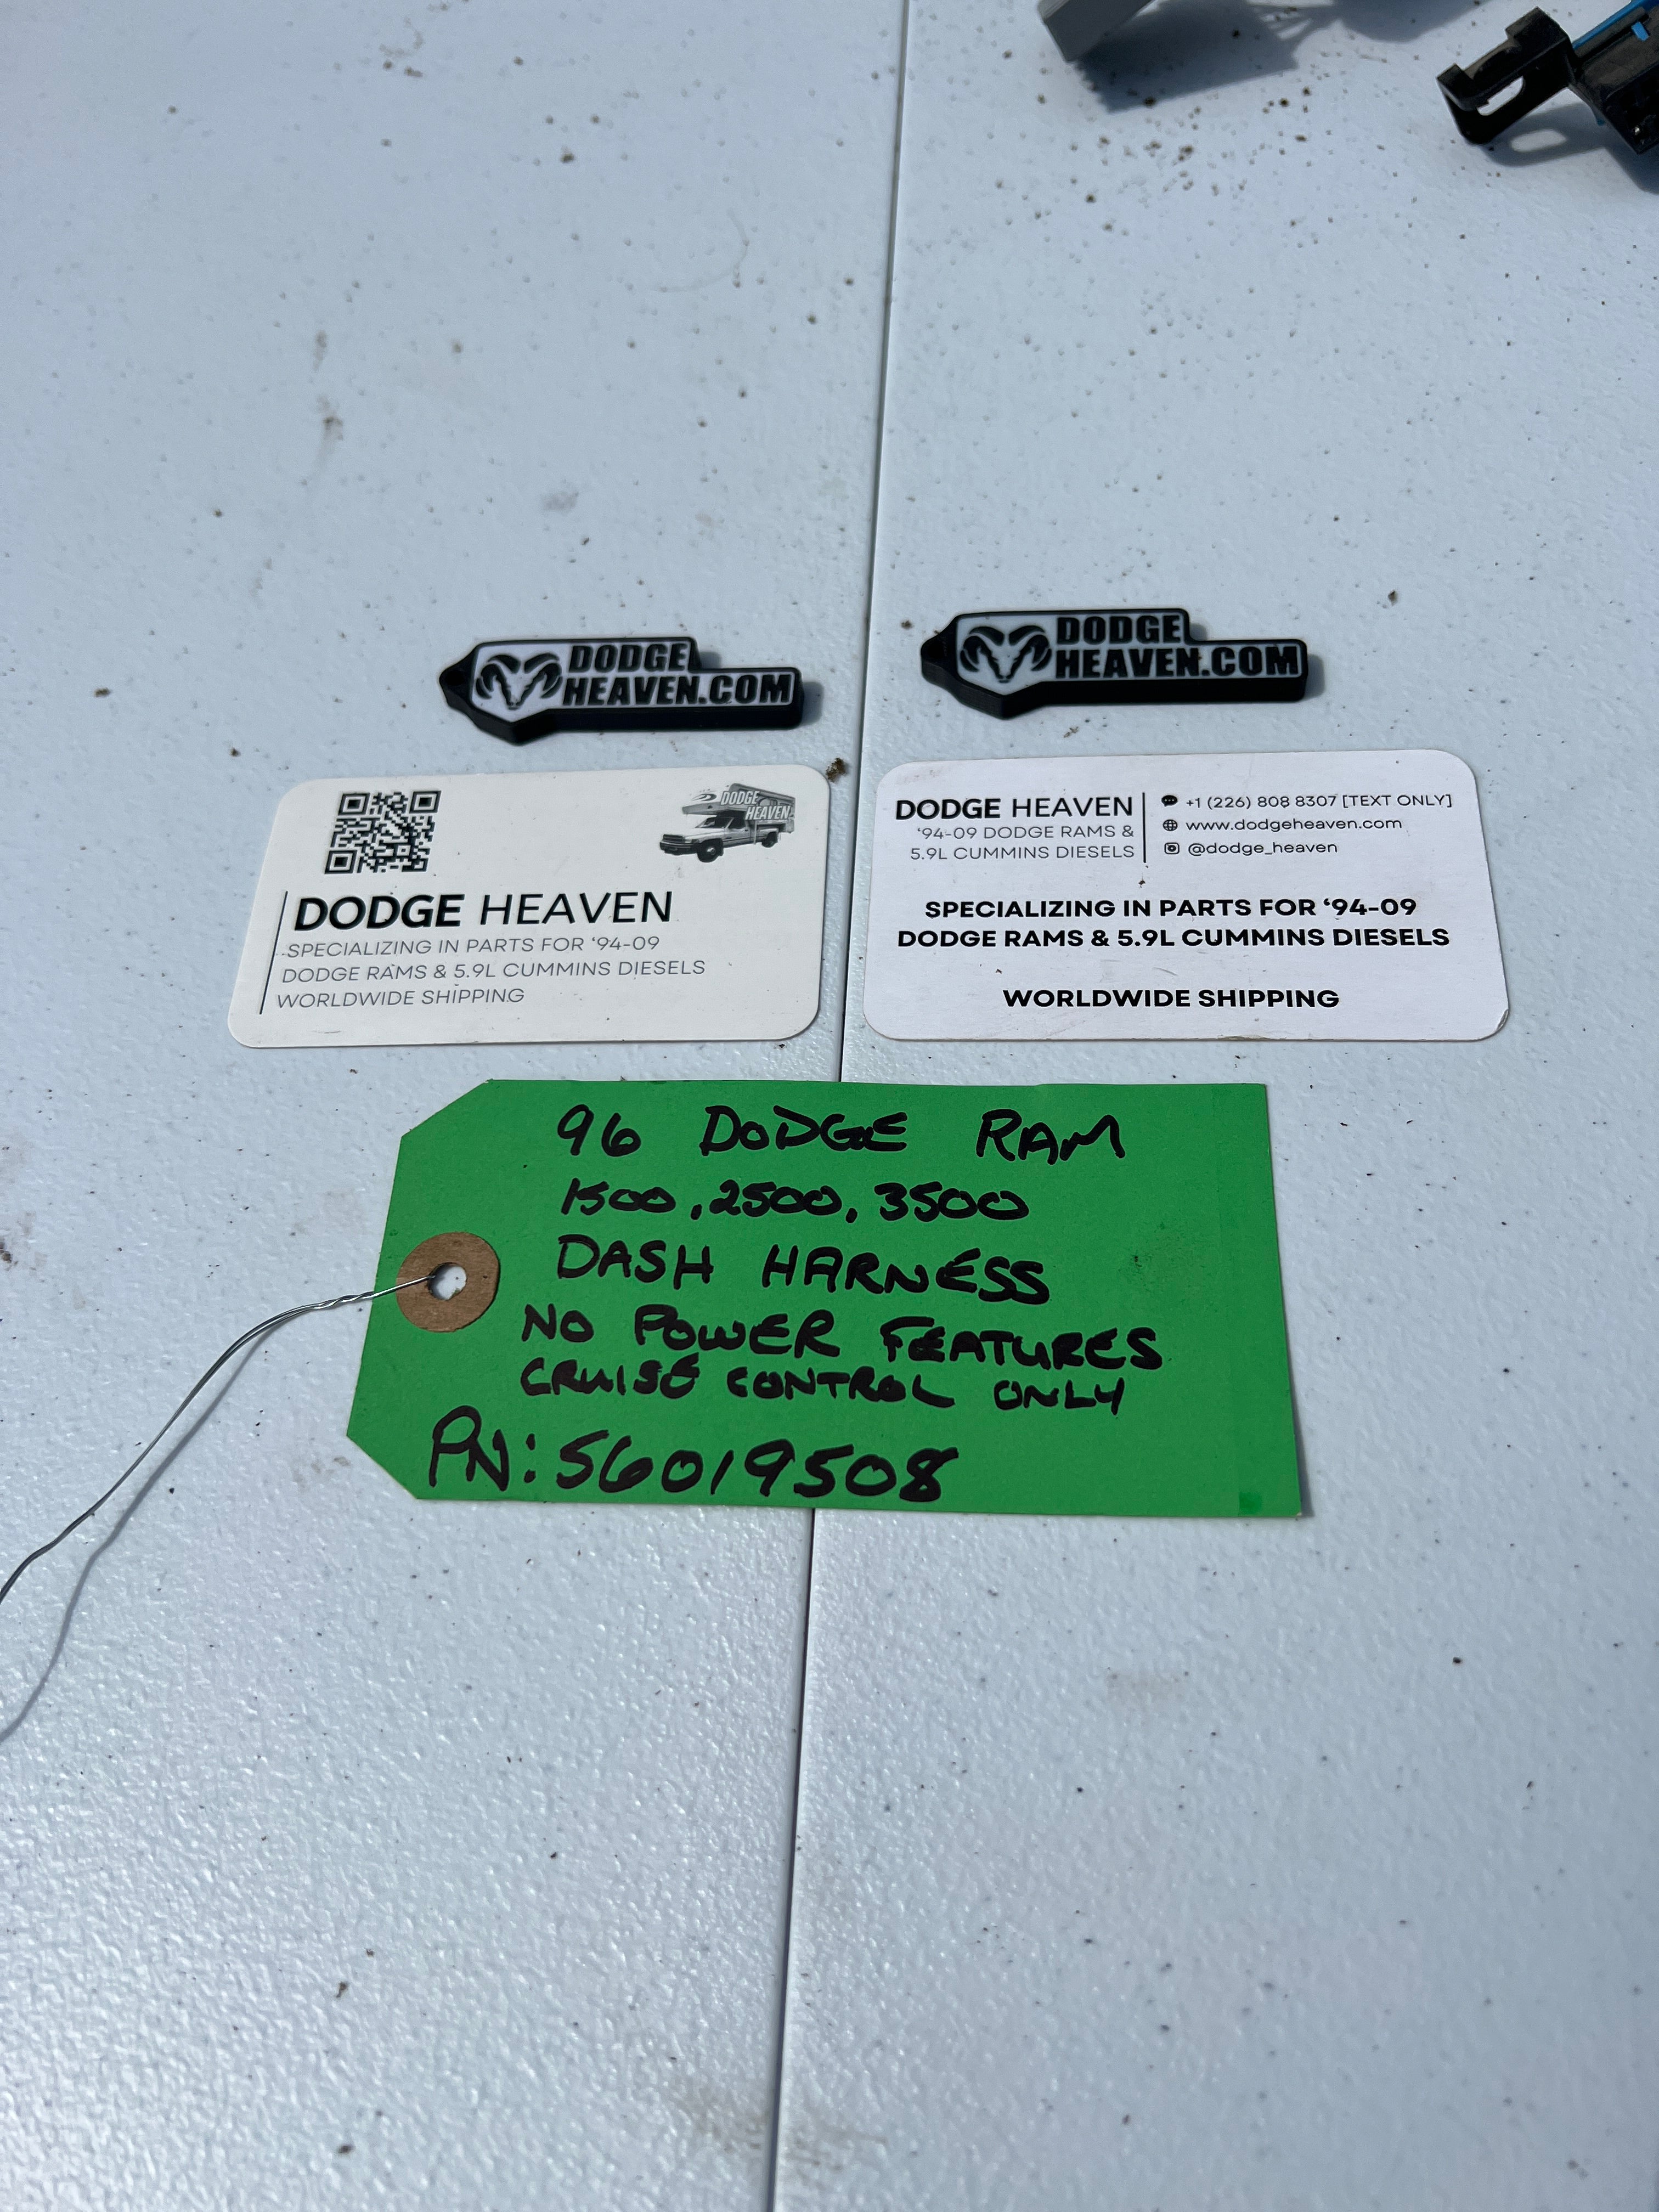 DODGE
HEAVEN.COM
DODGE
HEAVEN.COM
DODGE
HEAVEN
DODGE HEAVEN
SPECIALIZING IN PARTS FOR ‘94-09
DODGE RAMS & 5.9L CUMMINS DIESELS
WORLDWIDE SHIPPING
DODGE HEAVEN
‘94-09 DODGE RAMS &
5.9L CUMMINS DIESELS
+1 (226) 808 8307 [TEXT ONLY]
www.dodgeheaven.com
@dodge_heaven
SPECIALIZING IN PARTS FOR ‘94-09
DODGE RAMS & 5.9L CUMMINS DIESELS
WORLDWIDE SHIPPING
96 DODGE RAM
1500, 2500, 3500
DASH HARNESS
NO POWER FEATURES
CRUISE CONTROL ONLY
PN: 56019508